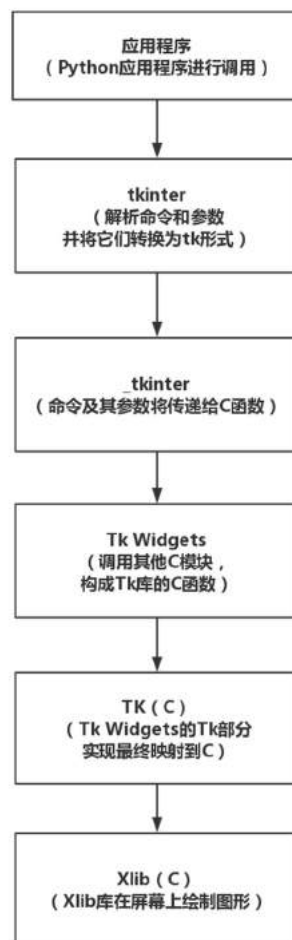 应用程序
（Python应用程序进行调用）
tkinter
（解析命令和参数
并将它们转换为tk形式）
_tkinter
（命令及其参数将传递给C函数）
Tk Widgets
（调用其他C模块，
构成Tk库的C函数）
TK（C）
（Tk Widgets的Tk部分
实现最终映射到C）
Xlib（C）
（Xlib库在屏幕上绘制图形）